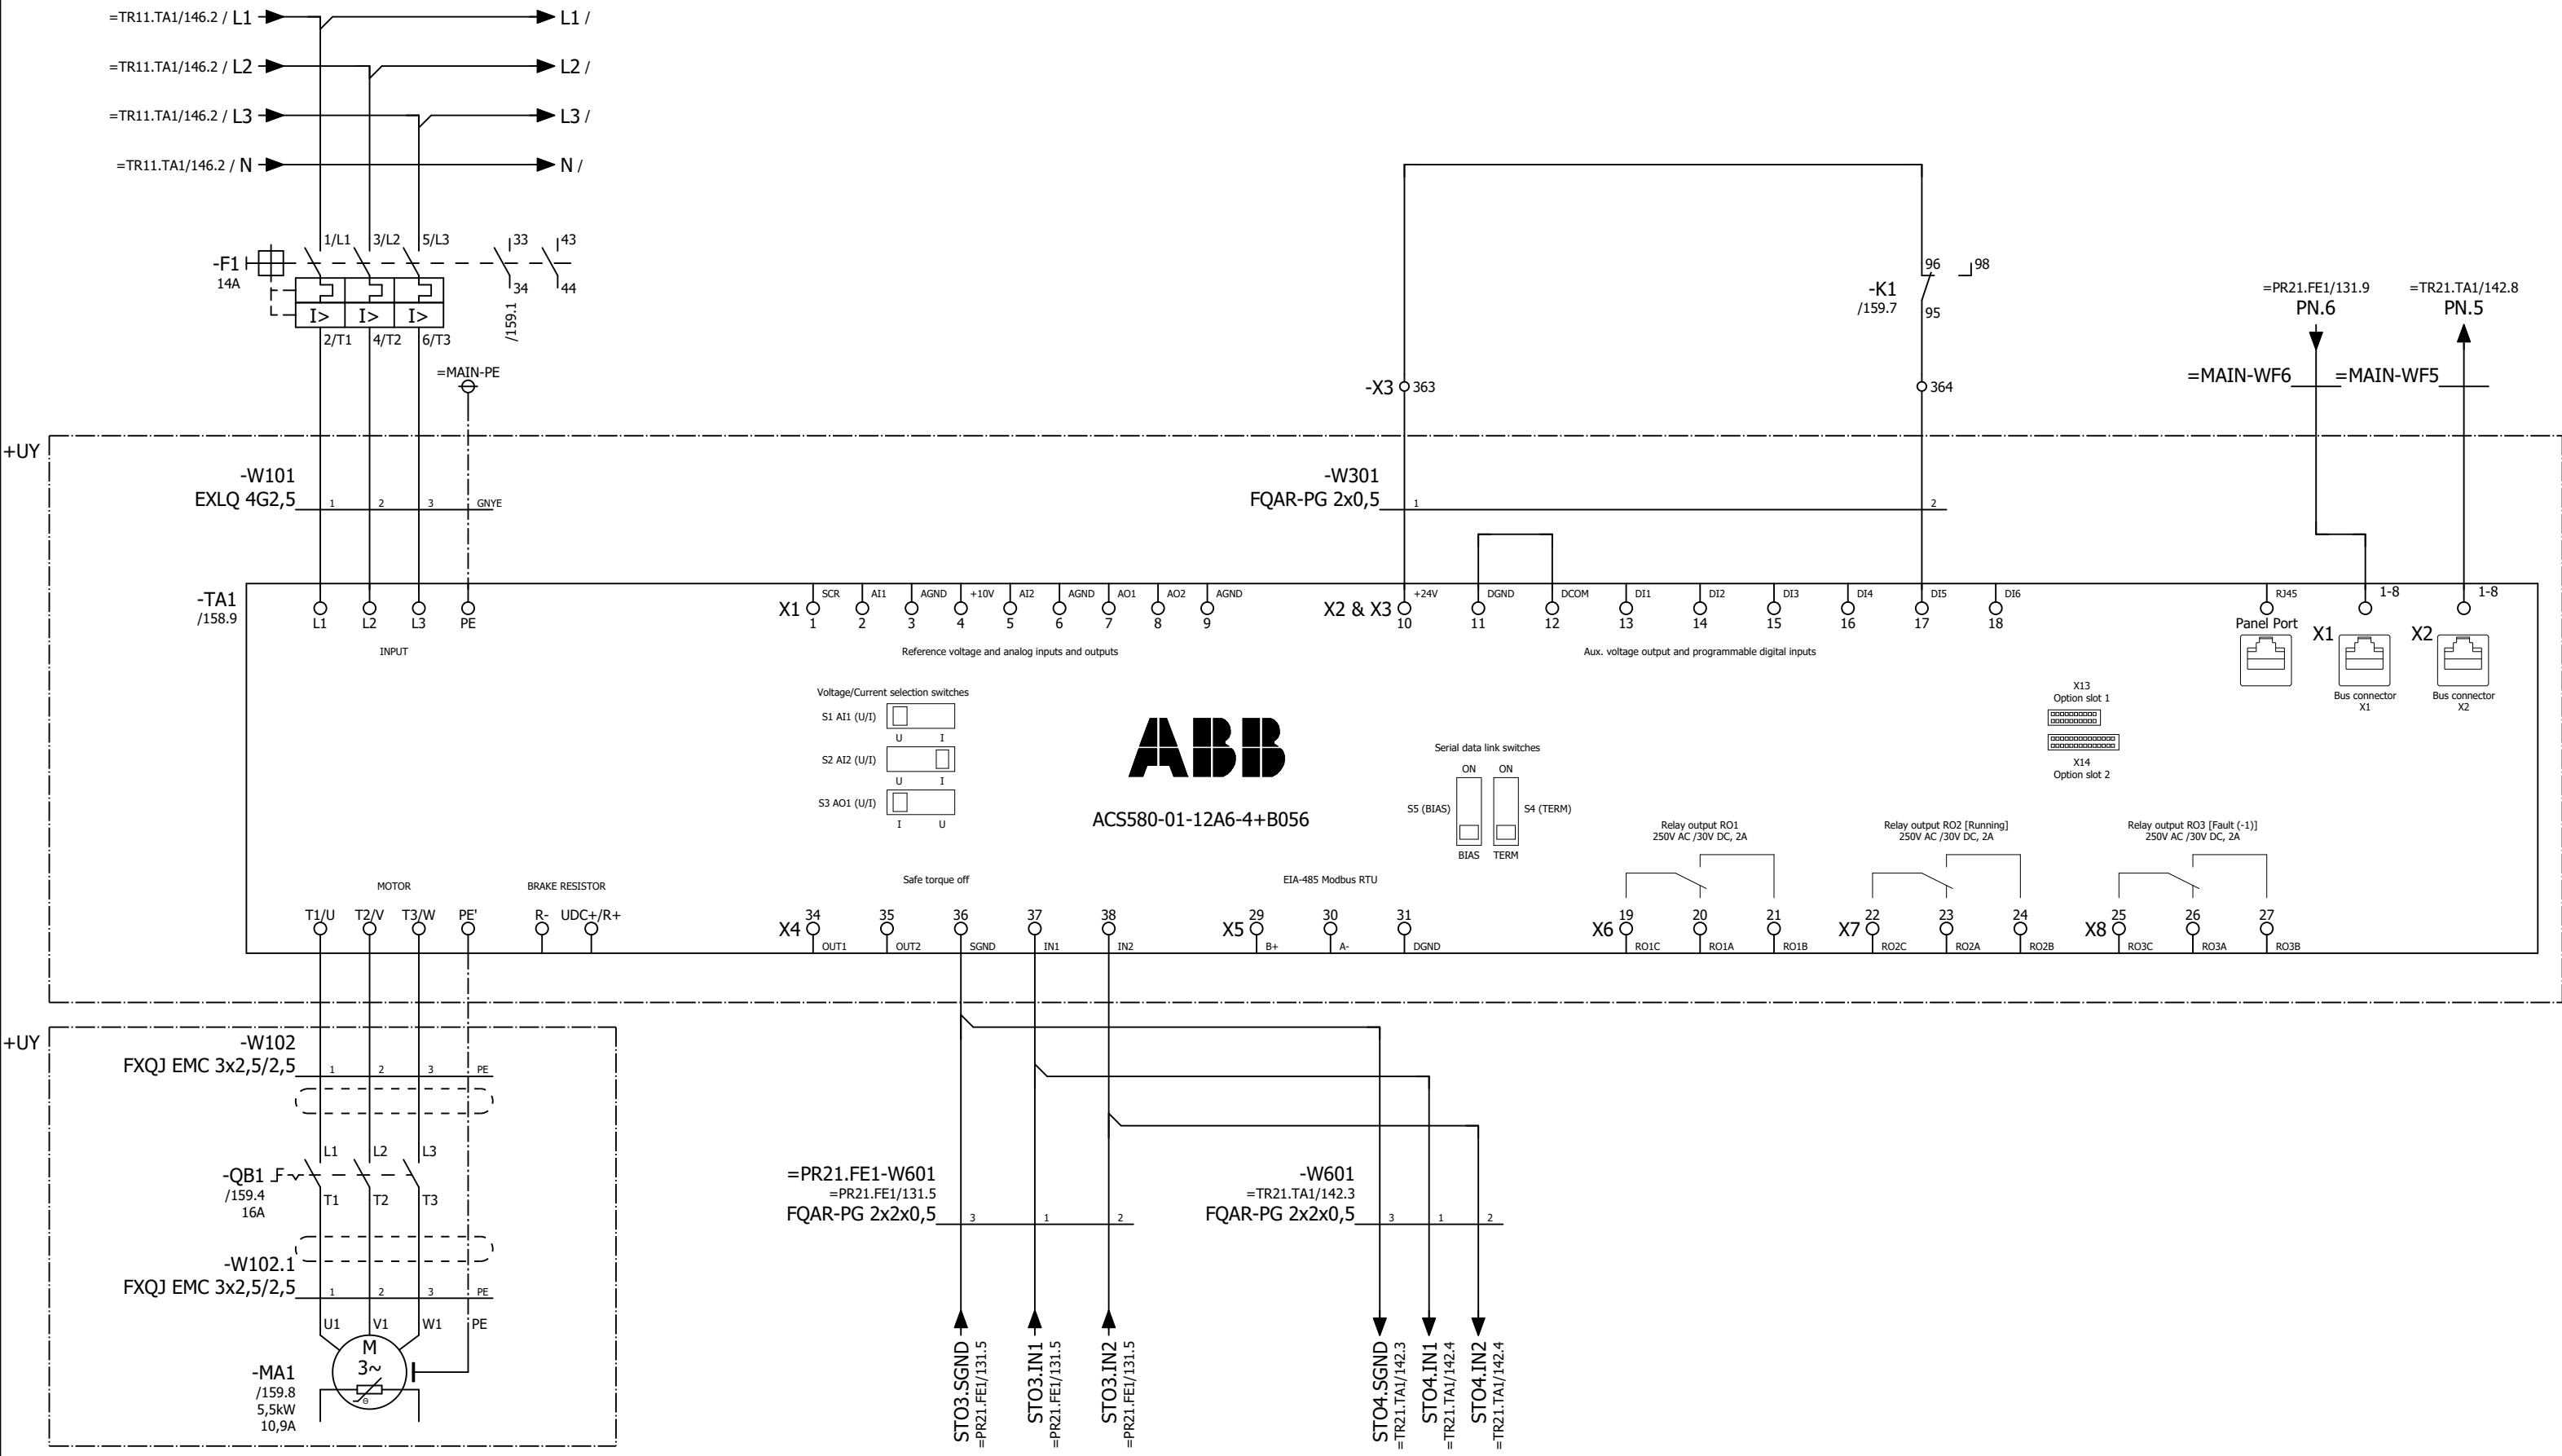 =TR11.TA1/146.2 / L1 L1 /
=TR11.TA1/146.2 / L2 L2 /
=TR11.TA1/146.2 / L3 L3 /
=TR11.TA1/146.2 / N N /
-F1
14A
1/L1 3/L2 5/L3 33 43
34 44
/159.1
I> I> I>
2/T1 4/T2 6/T3
=MAIN-PE
-K1
/159.7
96 98
95
-X3 363 364
=PR21.FE1/131.9
PN.6
=TR21.TA1/142.8
PN.5
=MAIN-WF6 =MAIN-WF5
+UY
-W101
EXLQ 4G2,5
1 2 3 GNYE
-W301
FQAR-PG 2x0,5
1 2
-TA1
/158.9
L1 L2 L3 PE
INPUT
X1
SCR AI1 AGND +10V AI2 AGND AO1 AO2 AGND
1 2 3 4 5 6 7 8 9
Reference voltage and analog inputs and outputs
X2 & X3
+24V DGND DCOM DI1 DI2 DI3 DI4 DI5 DI6
10 11 12 13 14 15 16 17 18
Aux. voltage output and programmable digital inputs
RJ45 1-8 1-8
Panel Port
X1 X2
Bus connector
X1
Bus connector
X2
Voltage/Current selection switches
S1 AI1 (U/I)
U I
S2 AI2 (U/I)
U I
S3 AO1 (U/I)
I U
ABB
ACS580-01-12A6-4+B056
Serial data link switches
ON ON
S5 (BIAS) S4 (TERM)
BIAS TERM
X13
Option slot 1
X14
Option slot 2
Relay output RO1
250V AC /30V DC, 2A
Relay output RO2 [Running]
250V AC /30V DC, 2A
Relay output RO3 [Fault (-1)]
250V AC /30V DC, 2A
MOTOR
BRAKE RESISTOR
Safe torque off
EIA-485 Modbus RTU
T1/U T2/V T3/W PE' R- UDC+/R+
X4
34 35 36 37 38
OUT1 OUT2 SGND IN1 IN2
X5
29 30 31
B+ A- DGND
X6
19 20 21
RO1C RO1A RO1B
X7
22 23 24
RO2C RO2A RO2B
X8
25 26 27
RO3C RO3A RO3B
+UY
-W102
FXQJ EMC 3x2,5/2,5
1 2 3 PE
-QB1
/159.4
16A
L1 L2 L3
T1 T2 T3
-W102.1
FXQJ EMC 3x2,5/2,5
1 2 3 PE
U1 V1 W1 PE
M
3~
-MA1
/159.8
5,5kW
10,9A
=PR21.FE1-W601
=PR21.FE1/131.5
FQAR-PG 2x2x0,5
3 1 2
-W601
=TR21.TA1/142.3
FQAR-PG 2x2x0,5
3 1 2
STO3.SGND
=PR21.FE1/131.5
STO3.IN1
=PR21.FE1/131.5
STO3.IN2
=PR21.FE1/131.5
STO4.SGND
=TR21.TA1/142.3
STO4.IN1
=TR21.TA1/142.4
STO4.IN2
=TR21.TA1/142.4